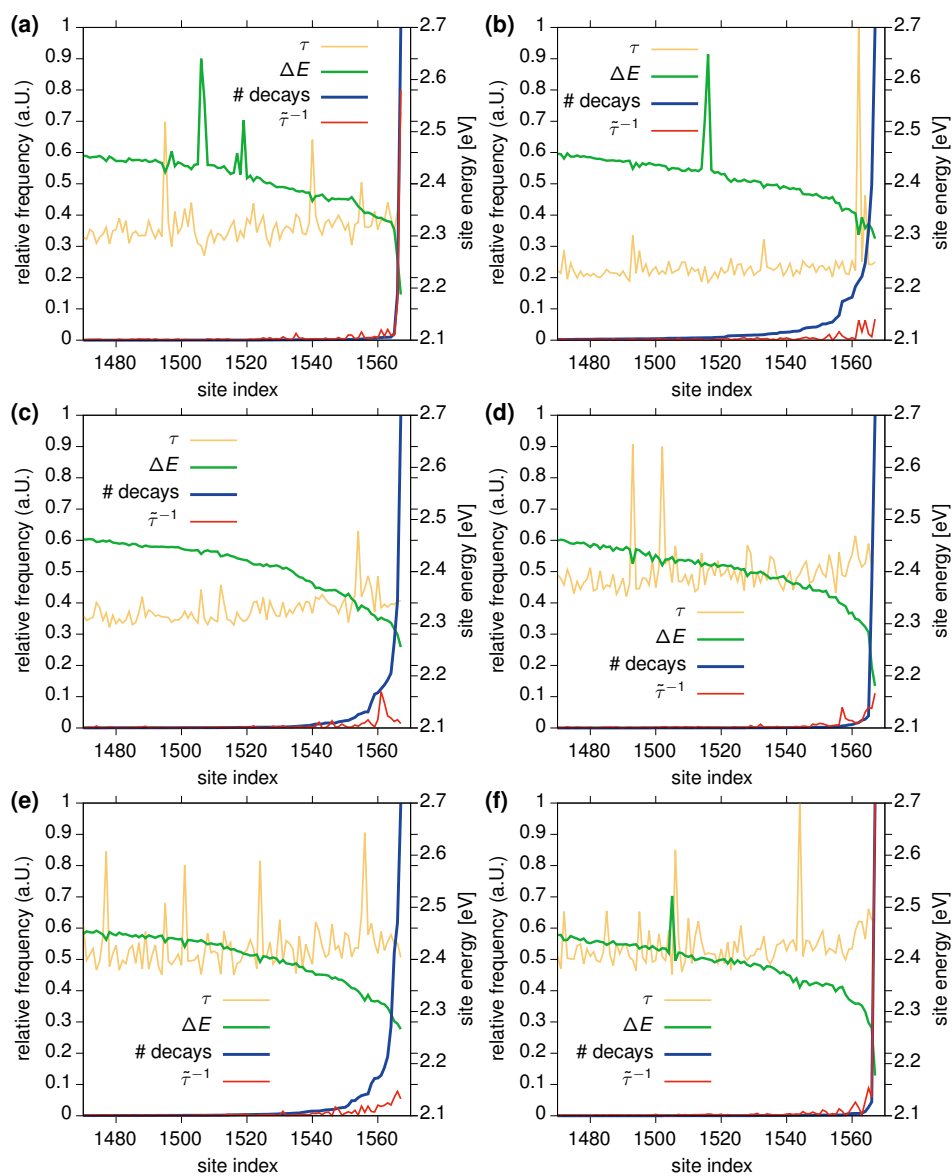 (a)
relative frequency (a.U.)
1
0.9
0.8
0.7
0.6
0.5
0.4
0.3
0.2
0.1
0
τ
ΔE
# decays
τ̃⁻¹
2.7
2.6
2.5
2.4
2.3
2.2
2.1
site energy [eV]
1480 1500 1520 1540 1560
site index
(b)
relative frequency (a.U.)
1
0.9
0.8
0.7
0.6
0.5
0.4
0.3
0.2
0.1
0
τ
ΔE
# decays
τ̃⁻¹
2.7
2.6
2.5
2.4
2.3
2.2
2.1
site energy [eV]
1480 1500 1520 1540 1560
site index
(c)
relative frequency (a.U.)
1
0.9
0.8
0.7
0.6
0.5
0.4
0.3
0.2
0.1
0
τ
ΔE
# decays
τ̃⁻¹
2.7
2.6
2.5
2.4
2.3
2.2
2.1
site energy [eV]
1480 1500 1520 1540 1560
site index
(d)
relative frequency (a.U.)
1
0.9
0.8
0.7
0.6
0.5
0.4
0.3
0.2
0.1
0
τ
ΔE
# decays
τ̃⁻¹
2.7
2.6
2.5
2.4
2.3
2.2
2.1
site energy [eV]
1480 1500 1520 1540 1560
site index
(e)
relative frequency (a.U.)
1
0.9
0.8
0.7
0.6
0.5
0.4
0.3
0.2
0.1
0
τ
ΔE
# decays
τ̃⁻¹
2.7
2.6
2.5
2.4
2.3
2.2
2.1
site energy [eV]
1480 1500 1520 1540 1560
site index
(f)
relative frequency (a.U.)
1
0.9
0.8
0.7
0.6
0.5
0.4
0.3
0.2
0.1
0
τ
ΔE
# decays
τ̃⁻¹
2.7
2.6
2.5
2.4
2.3
2.2
2.1
site energy [eV]
1480 1500 1520 1540 1560
site index